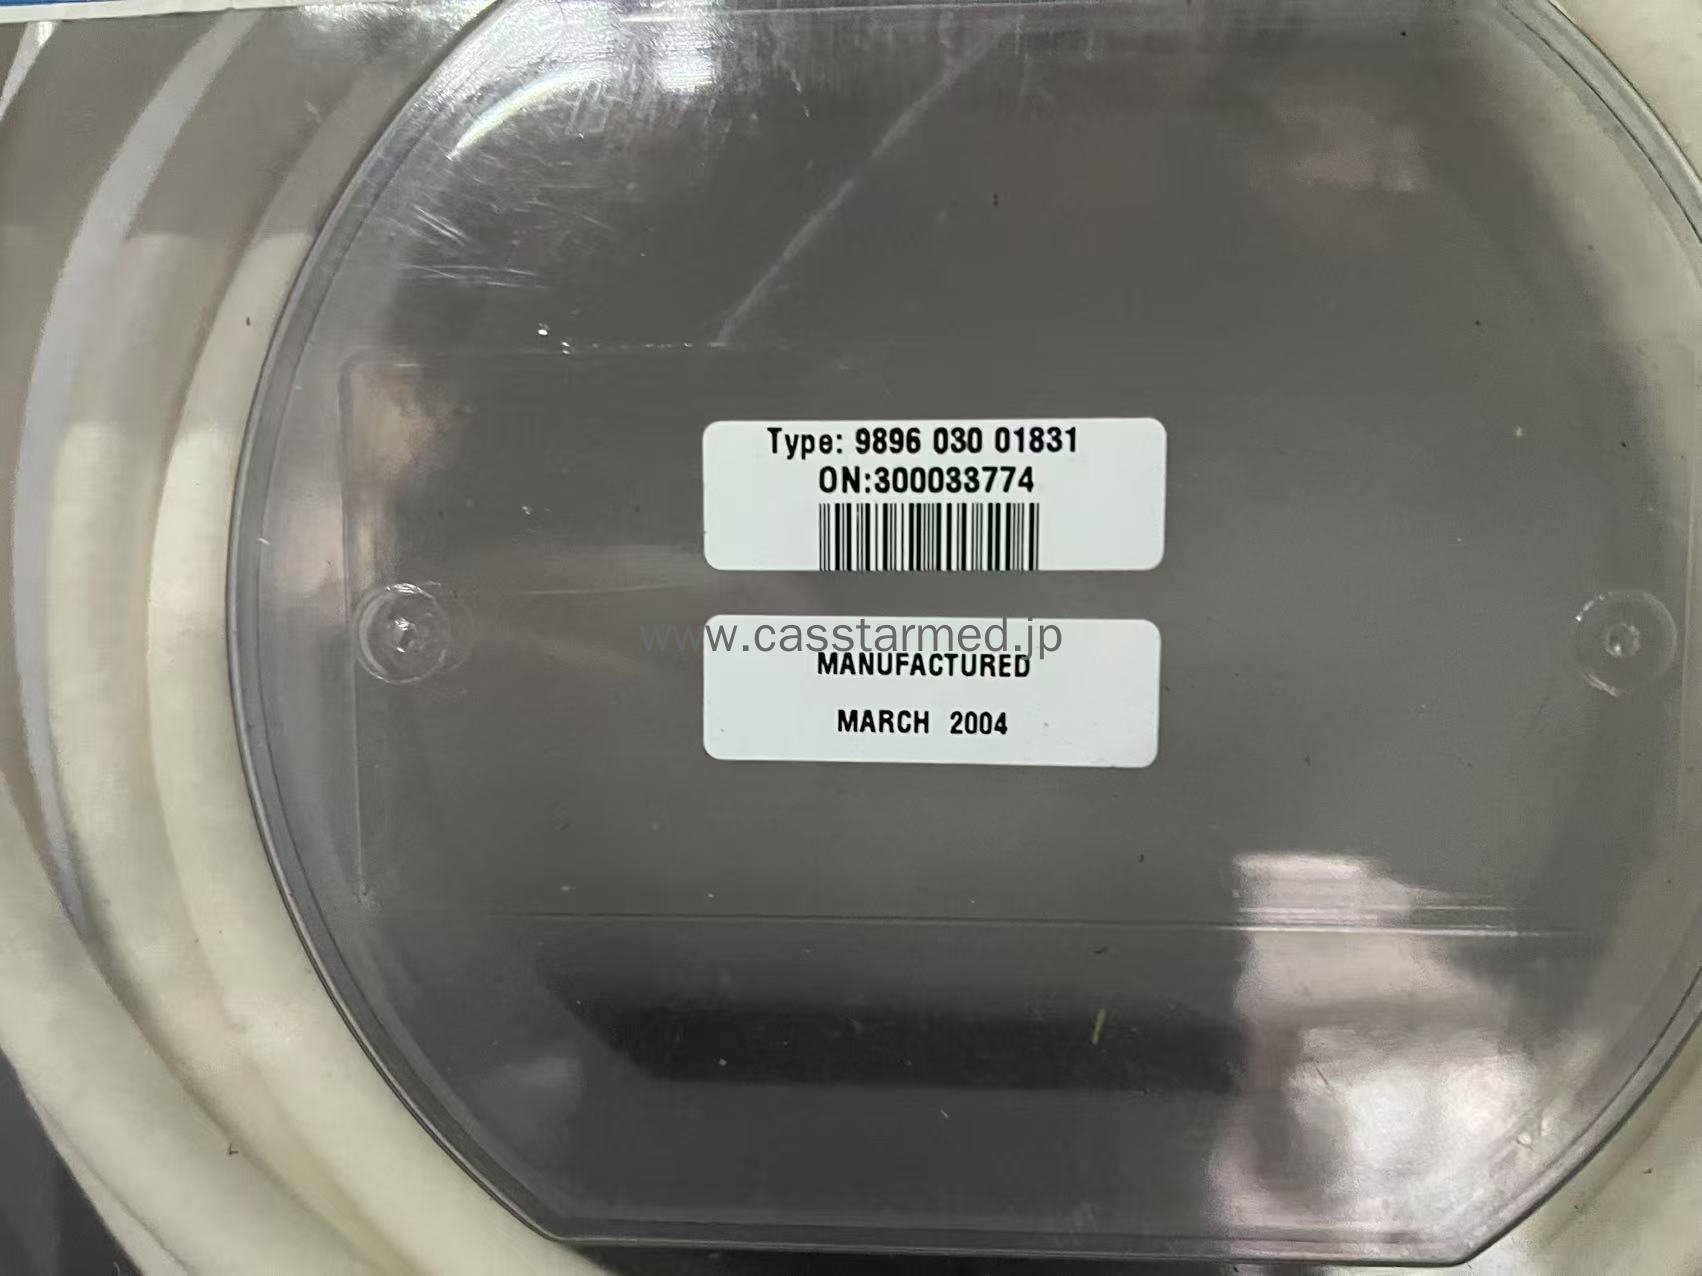 Type: 9896 030 01831
ON:300033774
www.casstarmed.jp
MANUFACTURED
MARCH 2004